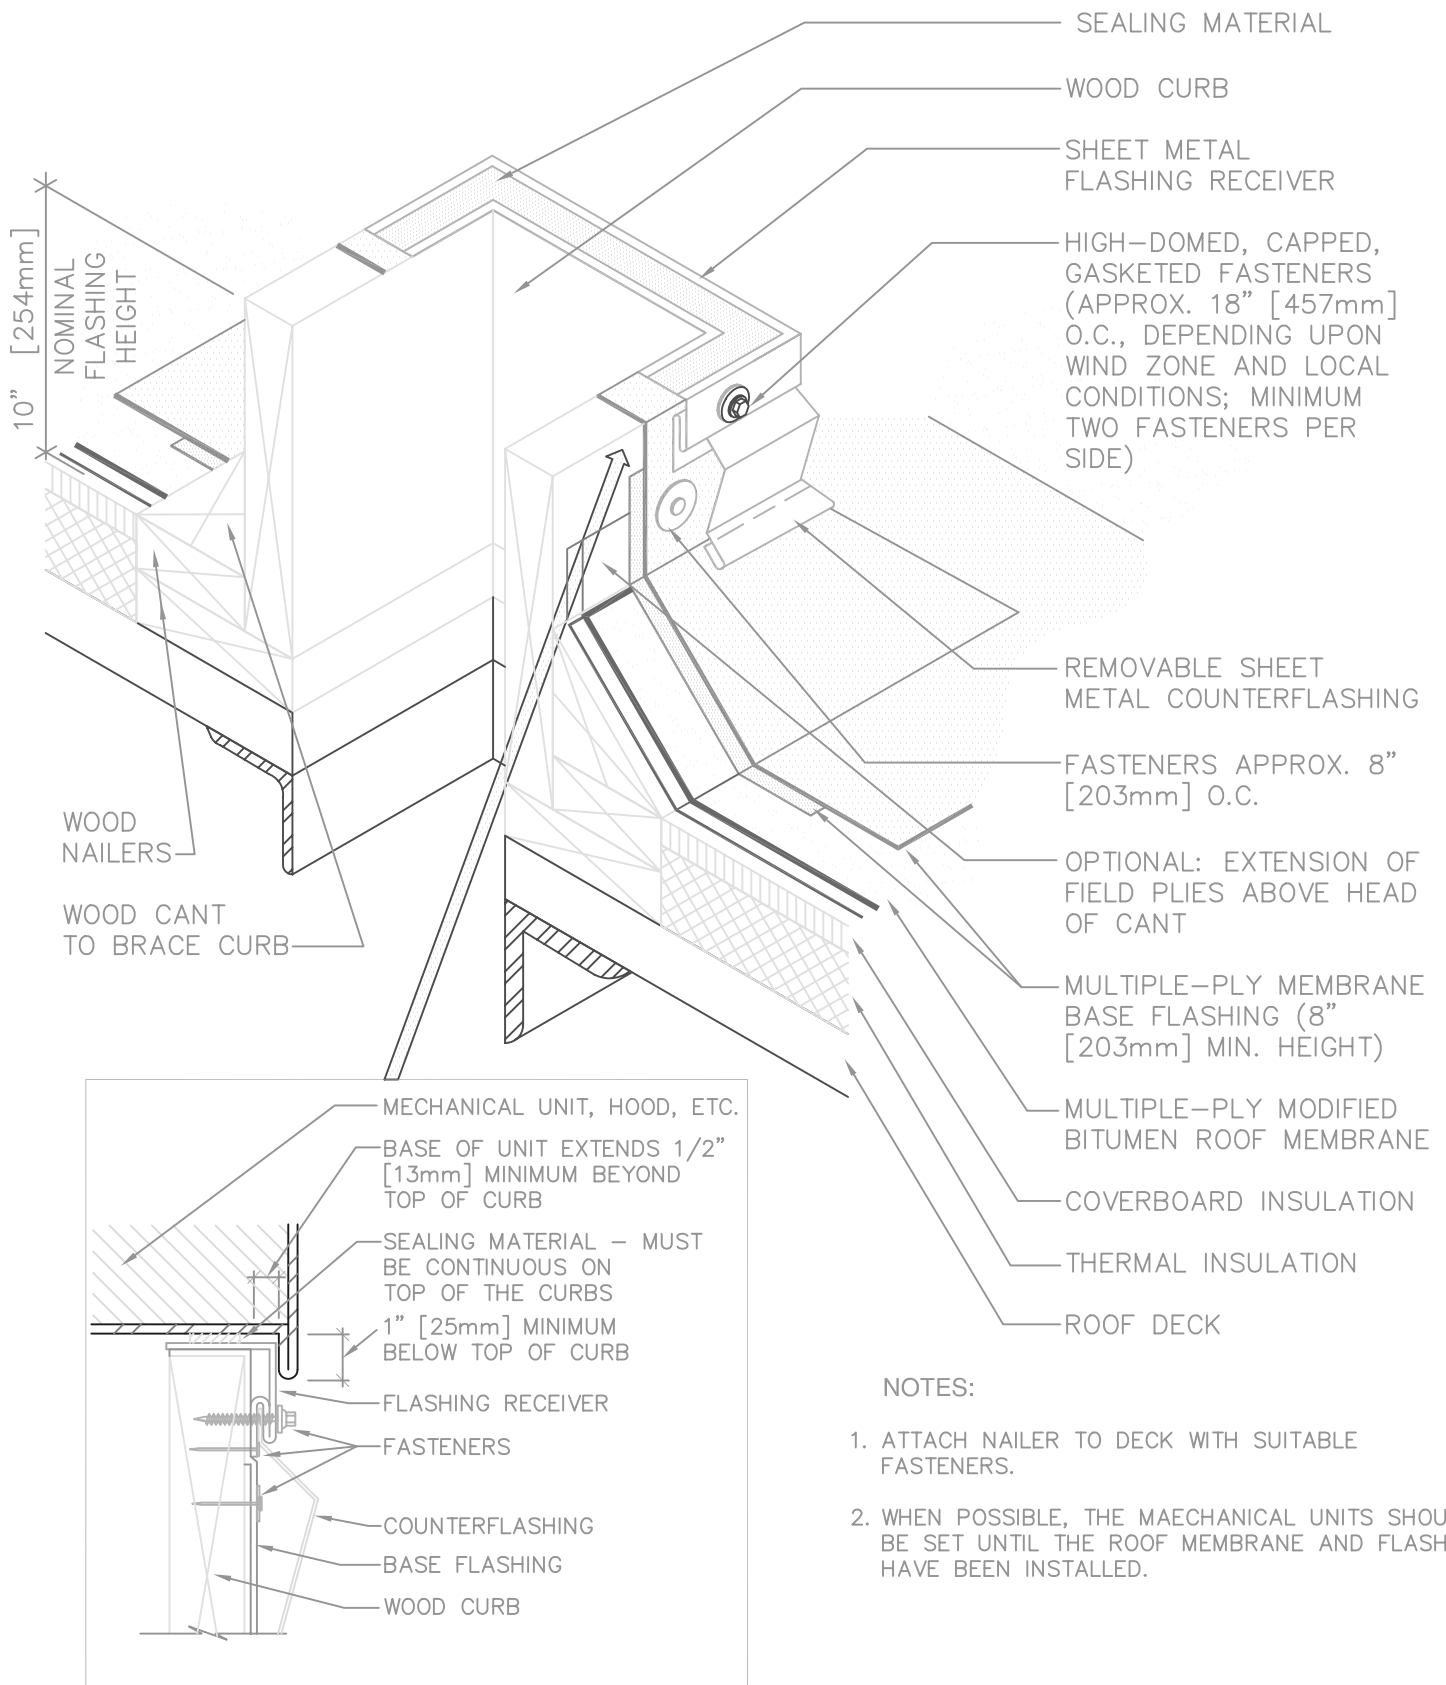 SEALING MATERIAL
WOOD CURB
SHEET METAL
FLASHING RECEIVER
HIGH-DOMED, CAPPED,
GASKETED FASTENERS
(APPROX. 18” [457mm]
O.C., DEPENDING UPON
WIND ZONE AND LOCAL
CONDITIONS; MINIMUM
TWO FASTENERS PER
SIDE)
10” [254mm]
NOMINAL
FLASHING
HEIGHT
REMOVABLE SHEET
METAL COUNTERFLASHING
FASTENERS APPROX. 8”
[203mm] O.C.
OPTIONAL: EXTENSION OF
FIELD PLIES ABOVE HEAD
OF CANT
MULTIPLE-PLY MEMBRANE
BASE FLASHING (8”
[203mm] MIN. HEIGHT)
MULTIPLE-PLY MODIFIED
BITUMEN ROOF MEMBRANE
COVERBOARD INSULATION
THERMAL INSULATION
ROOF DECK
WOOD
NAILERS
WOOD CANT
TO BRACE CURB
MECHANICAL UNIT, HOOD, ETC.
BASE OF UNIT EXTENDS 1/2”
[13mm] MINIMUM BEYOND
TOP OF CURB
SEALING MATERIAL - MUST
BE CONTINUOUS ON
TOP OF THE CURBS
1” [25mm] MINIMUM
BELOW TOP OF CURB
FLASHING RECEIVER
FASTENERS
COUNTERFLASHING
BASE FLASHING
WOOD CURB
NOTES:
1. ATTACH NAILER TO DECK WITH SUITABLE
FASTENERS.
2. WHEN POSSIBLE, THE MAECHANICAL UNITS SHOU
BE SET UNTIL THE ROOF MEMBRANE AND FLASH
HAVE BEEN INSTALLED.